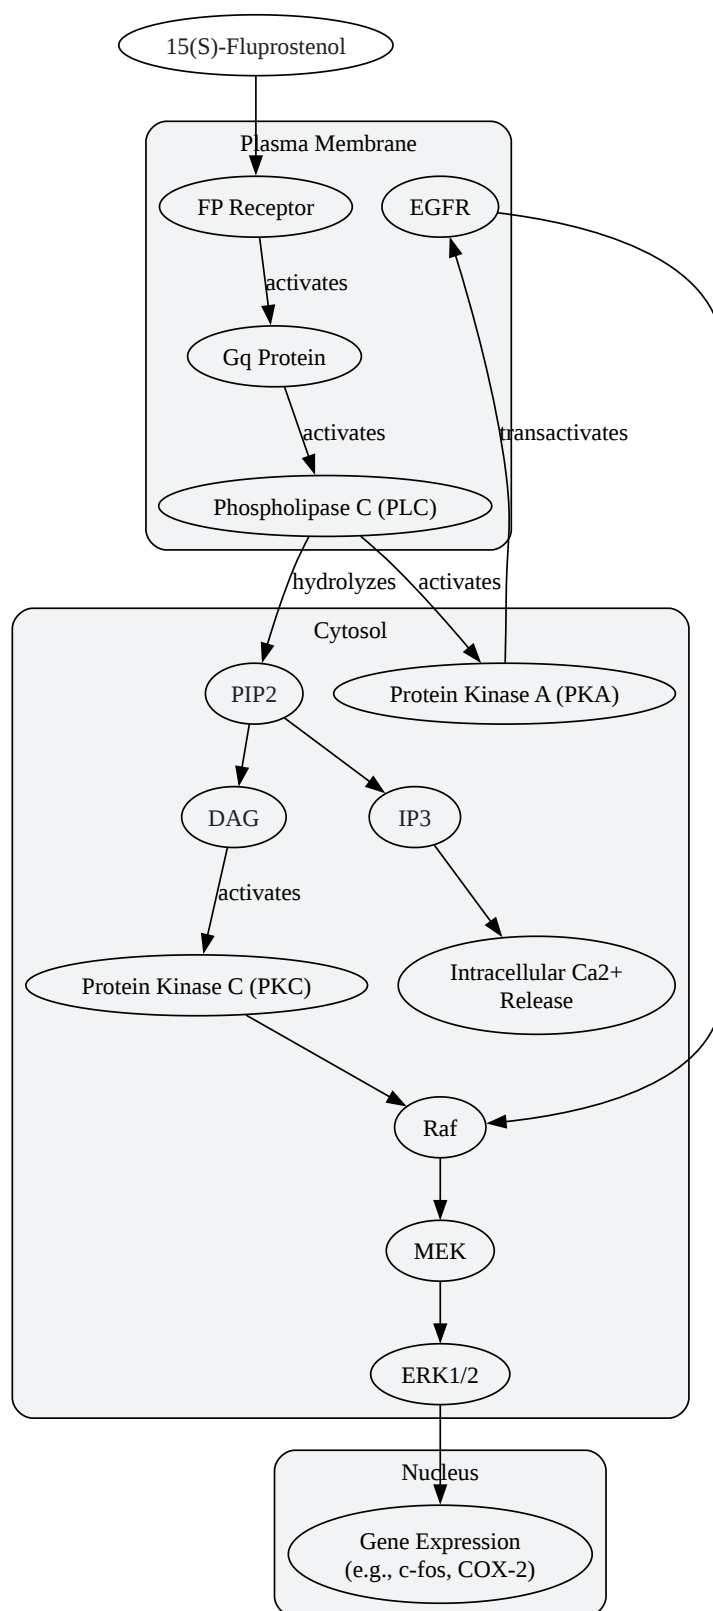 15(S)-Fluprostenol
Plasma Membrane
FP Receptor
EGFR
activates
Gq Protein
activates
transactivates
Phospholipase C (PLC)
hydrolyzes
activates
Cytosol
PIP2
Protein Kinase A (PKA)
DAG
IP3
activates
Protein Kinase C (PKC)
Intracellular Ca2+
Release
Raf
MEK
ERK1/2
Nucleus
Gene Expression
(e.g., c-fos, COX-2)